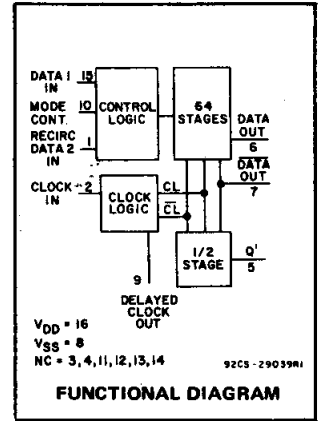 DATA 1 IN 15
MODE CONT. 10
RECIRC DATA 2 IN 1
CONTROL LOGIC
64 STAGES
DATA OUT
6
DATA OUT
7
CLOCK IN 2
CLOCK LOGIC
CL
CL
1/2 STAGE
Q'
5
9
DELAYED CLOCK OUT
VDD = 16
VSS = 8
NC = 3,4,11,12,13,14
92CS-29039R1
FUNCTIONAL DIAGRAM